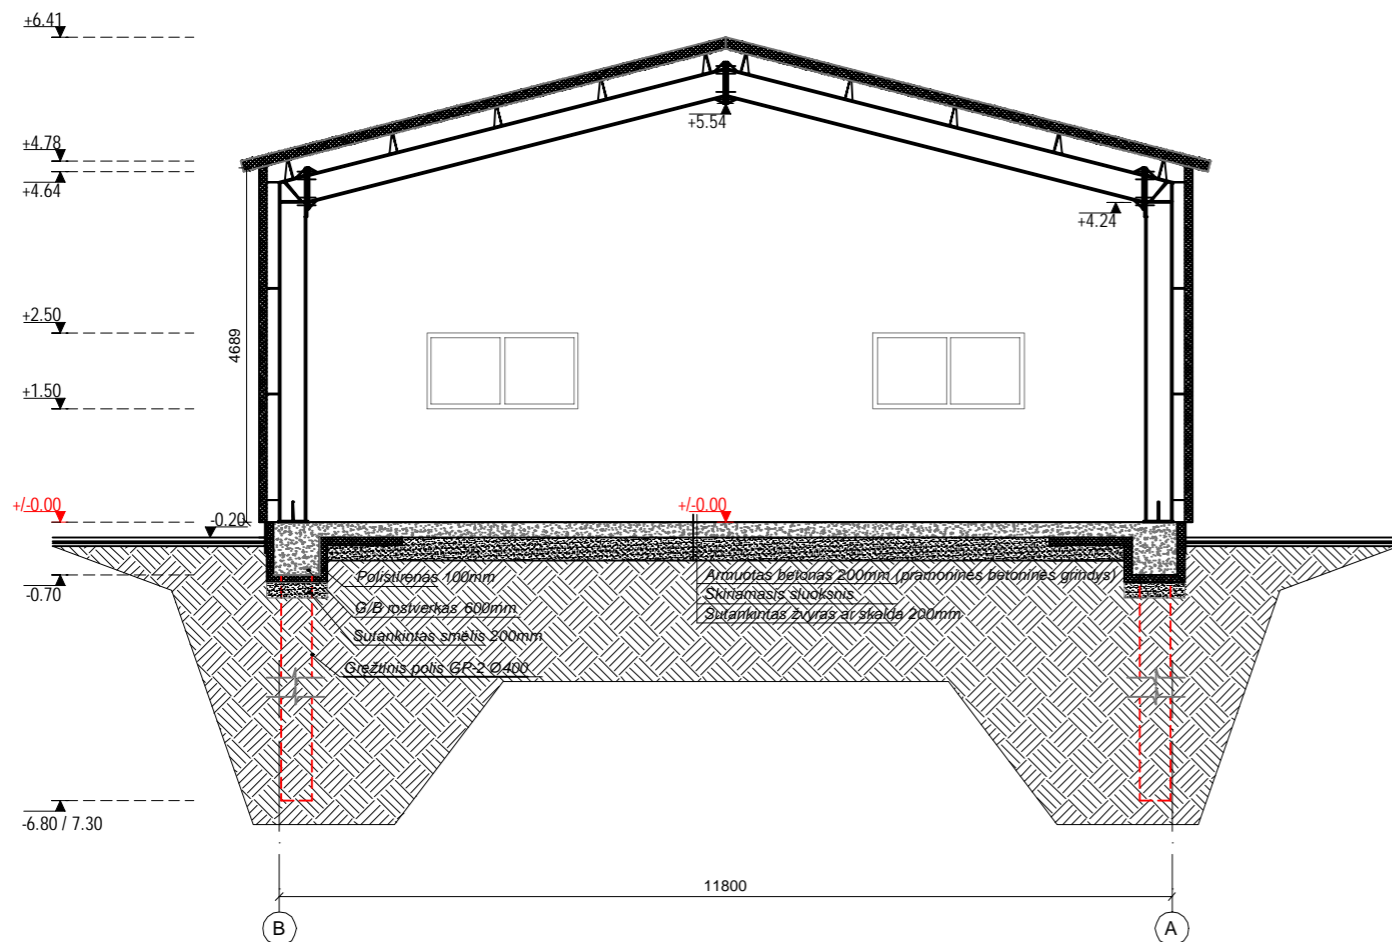 +6.41
+5.54
+4.78
+4.64
+4.24
+2.50
4689
+1.50
+/-0.00
-0.20
+/-0.00
-0.70
Polistirenas 100mm
G/B rostverkas 600mm
Sutankintas smėlis 200mm
Gręžtinis polis GP-2 Ø400
Armuotas betonas 200mm (pramoninės betoninės grindys)
Skiriamasis sluoksnis
Sutankintas žvyras ar skalda 200mm
-6.80 / 7.30
11800
B
A